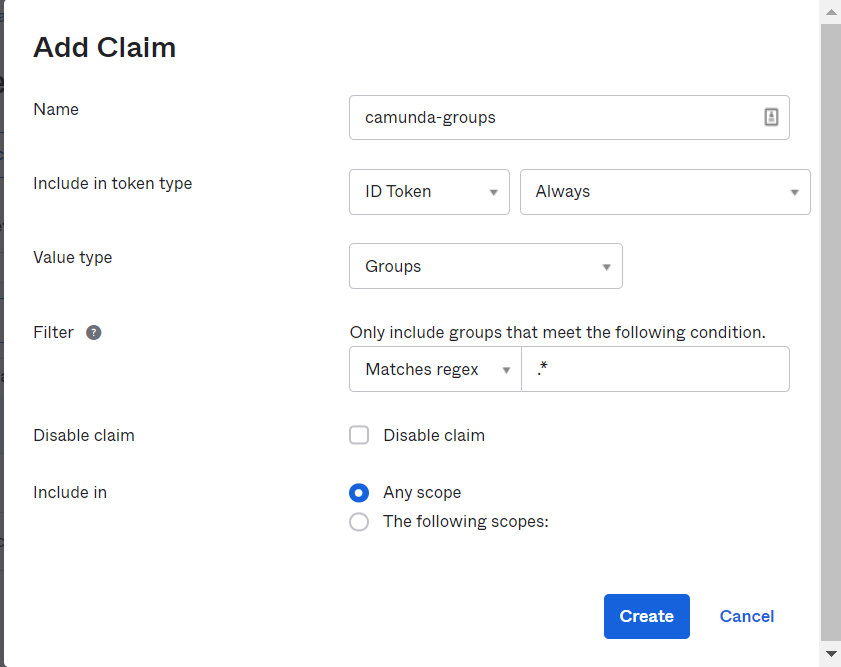 Add Claim
Name
camunda-groups
Include in token type
ID Token
Always
Value type
Groups
Filter ?
Only include groups that meet the following condition.
Matches regex
.*
Disable claim
Disable claim
Include in
Any scope
The following scopes:
Create
Cancel